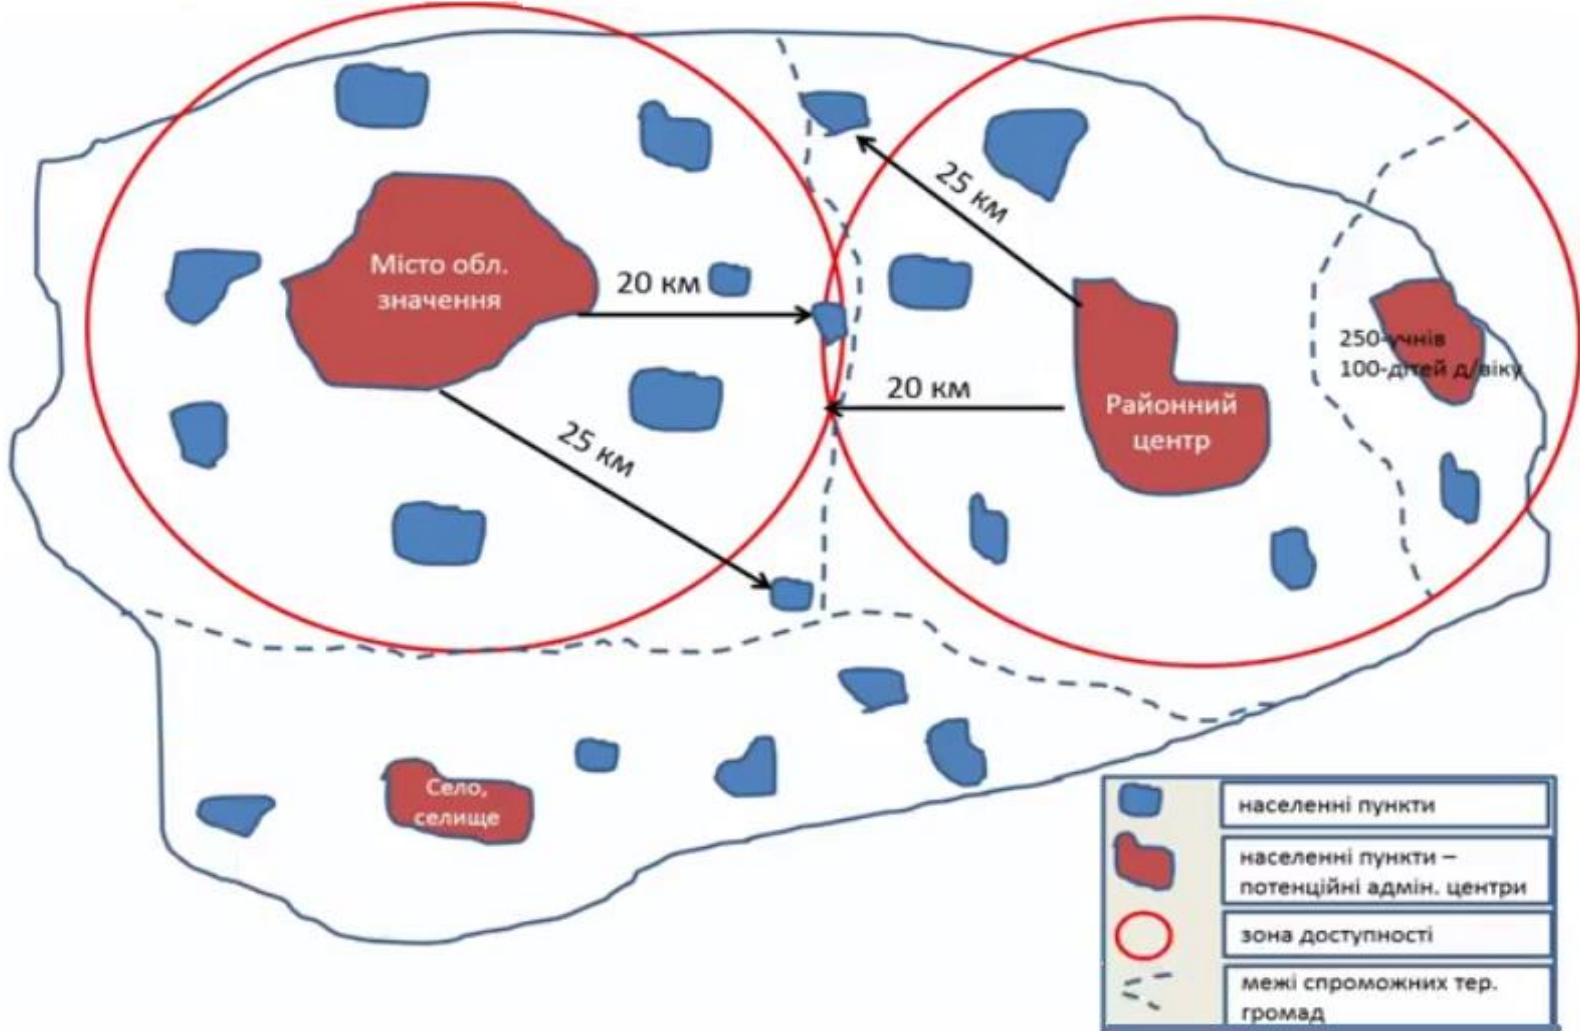 25 км
Місто обл.
значення
20 км
250-учнів
100-дітей д/віку
20 км
Районний
центр
25 км
Село,
селище
населенні пункти
населенні пункти –
потенційні адмін. центри
зона доступності
межі спроможних тер.
громад